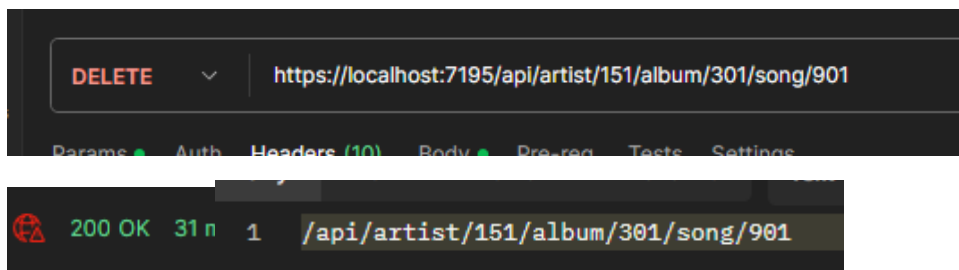 DELETE https://localhost:7195/api/artist/151/album/301/song/901
Params Auth Headers (10) Body Pre-req. Tests Settings
200 OK 31 1 /api/artist/151/album/301/song/901